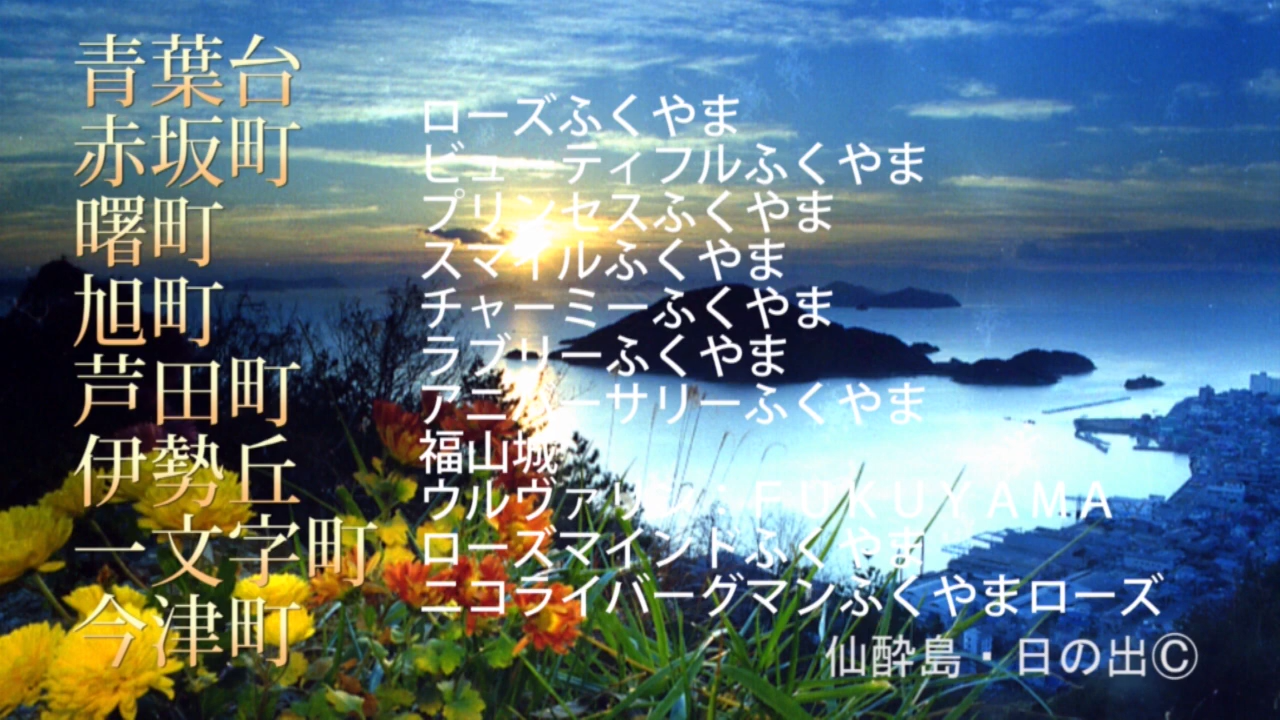 青葉台
赤坂町
曙町
旭町
芦田町
伊勢丘
一文字町
今津町
ローズふくやま
ビューティフルふくやま
プリンセスふくやま
スマイルふくやま
チャーミーふくやま
ラブリーふくやま
アニバーサリーふくやま
福山城
ウルヴァリン：ＦＵＫＵＹＡＭＡ
ローズマイントふくやま
ニコライバーグマンふくやまローズ
仙酔島・日の出Ⓒ